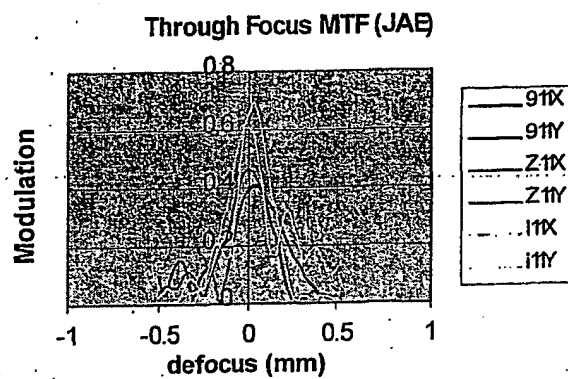 Through Focus MTF (JAE)
Modulation
0.8
0.6
0.4
0.2
0
-1
-0.5
0
0.5
1
defocus (mm)
911X
911Y
Z11X
Z11Y
I11X
i11Y